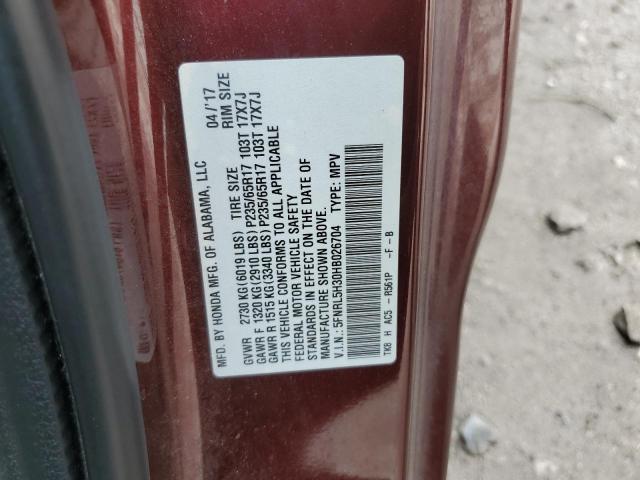 MFD. BY HONDA MFG. OF ALABAMA, LLC 04/'17
TIRE SIZE RIM SIZE
GVWR 2730 KG (6019 LBS)
GAWR F 1320 KG (2910 LBS) P235/65R17 103T 17X7J
GAWR R 1515 KG (3340 LBS) P235/65R17 103T 17X7J
THIS VEHICLE CONFORMS TO ALL APPLICABLE
FEDERAL MOTOR VEHICLE SAFETY
STANDARDS IN EFFECT ON THE DATE OF
MANUFACTURE SHOWN ABOVE.
V.I.N.: 5FNRL5H30HB026704 TYPE: MPV
TK8 H AC5 - R561P - F - B